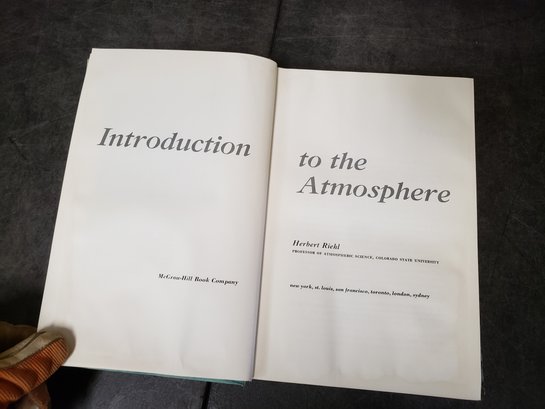 Introduction
McGraw-Hill Book Company
to the
Atmosphere
Herbert Riehl
PROFESSOR OF ATMOSPHERIC SCIENCE, COLORADO STATE UNIVERSITY
new york, st. louis, san francisco, toronto, london, sydney